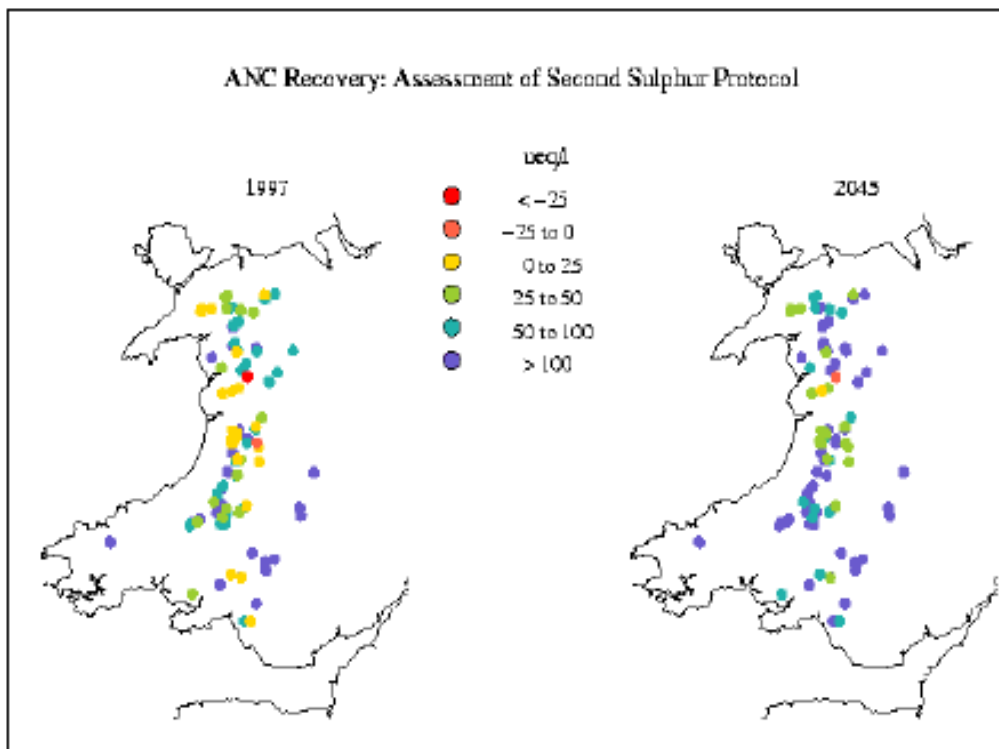 ANC Recovery: Assessment of Second Sulphur Protocol
ueq/l
1997
2045
< -25
-25 to 0
0 to 25
25 to 50
50 to 100
> 100